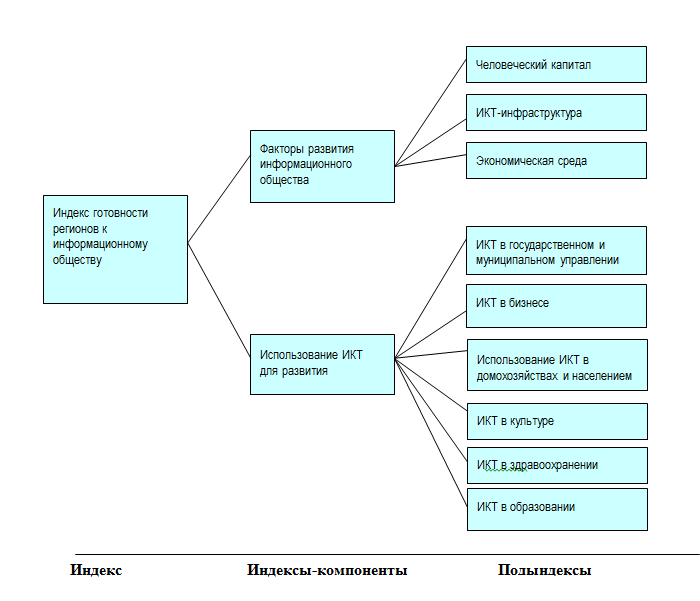 Человеческий капитал
ИКТ-инфраструктура
Экономическая среда
Факторы развития
информационного
общества
Индекс готовности
регионов к
информационному
обществу
ИКТ в государственном и
муниципальном управлении
ИКТ в бизнесе
Использование ИКТ
для развития
Использование ИКТ в
домохозяйствах и населением
ИКТ в культуре
ИКТ в здравоохранении
ИКТ в образовании
Индекс Индексы-компоненты Подындексы